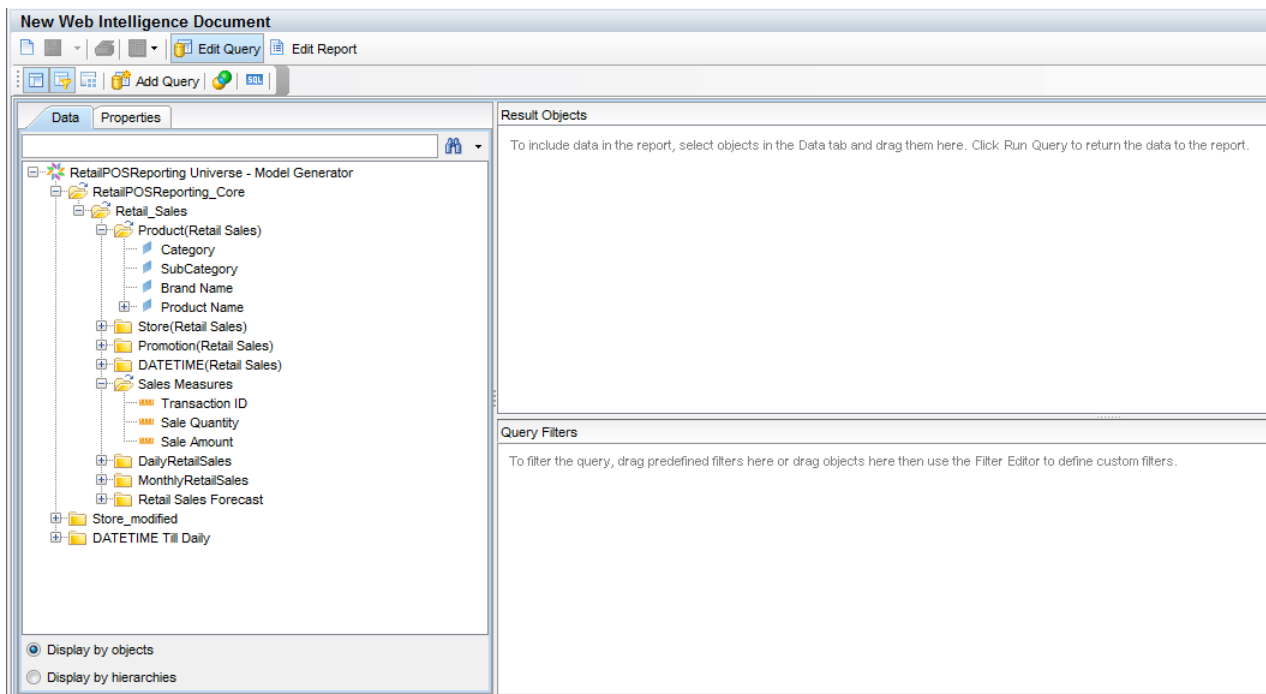 New Web Intelligence Document
Edit Query Edit Report
Add Query SQL
Data Properties
RetailPOSReporting Universe - Model Generator
RetailPOSReporting_Core
Retail_Sales
Product(Retail Sales)
Category
SubCategory
Brand Name
Product Name
Store(Retail Sales)
Promotion(Retail Sales)
DATETIME(Retail Sales)
Sales Measures
Transaction ID
Sale Quantity
Sale Amount
DailyRetailSales
MonthlyRetailSales
Retail Sales Forecast
Store_modified
DATETIME Till Daily
Display by objects
Display by hierarchies
Result Objects
To include data in the report, select objects in the Data tab and drag them here. Click Run Query to return the data to the report.
Query Filters
To filter the query, drag predefined filters here or drag objects here then use the Filter Editor to define custom filters.